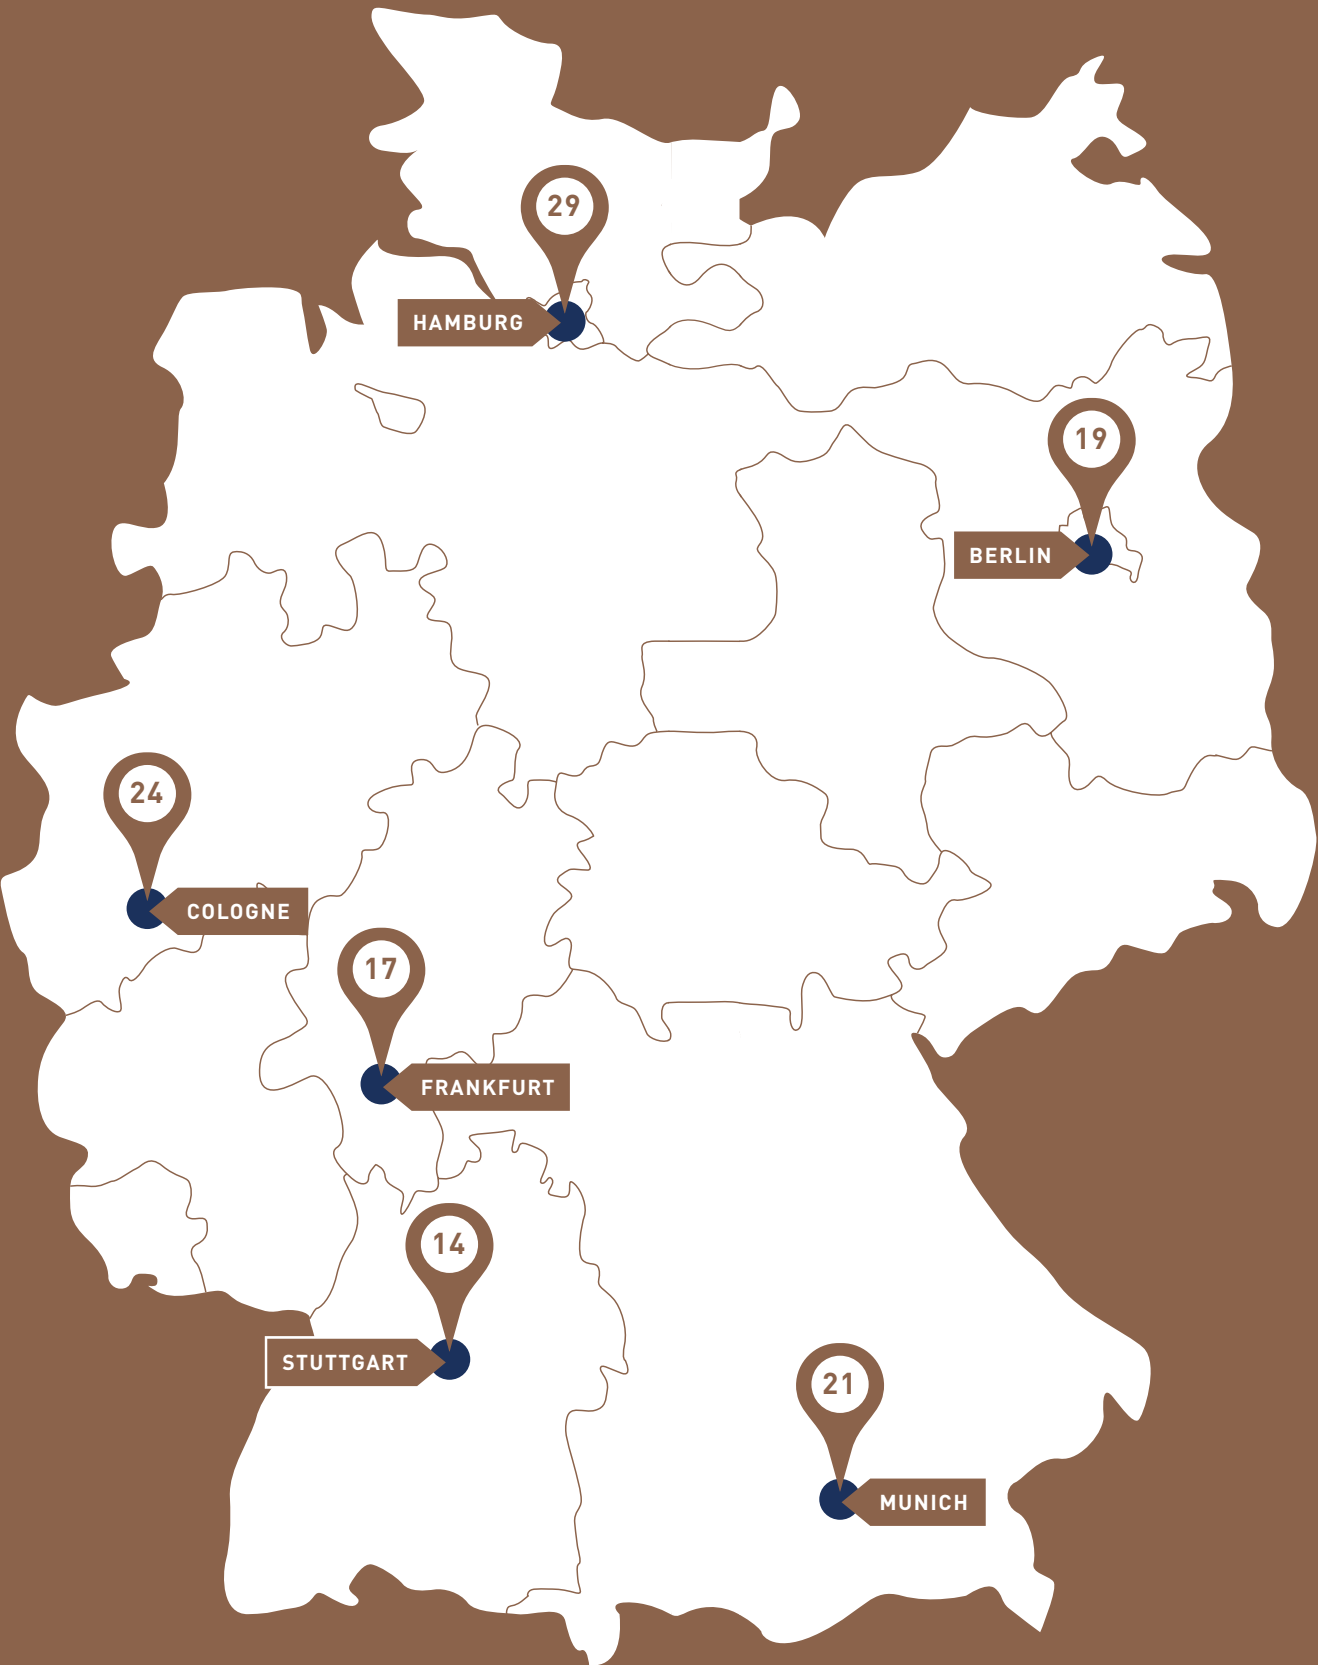 29
HAMBURG
19
BERLIN
24
COLOGNE
17
FRANKFURT
14
STUTTGART
21
MUNICH